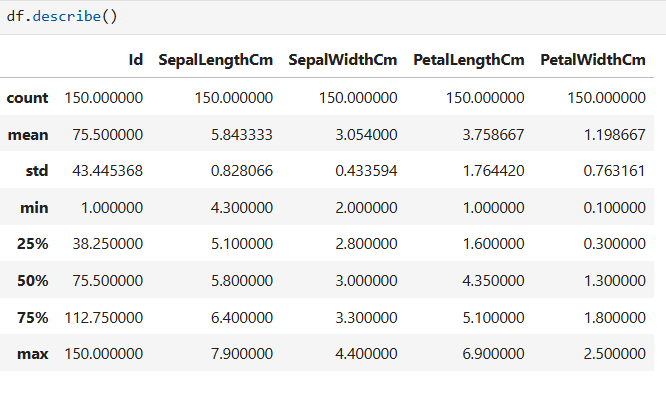 df.describe()
Id SepalLengthCm SepalWidthCm PetalLengthCm PetalWidthCm
count 150.000000 150.000000 150.000000 150.000000 150.000000
mean 75.500000 5.843333 3.054000 3.758667 1.198667
std 43.445368 0.828066 0.433594 1.764420 0.763161
min 1.000000 4.300000 2.000000 1.000000 0.100000
25% 38.250000 5.100000 2.800000 1.600000 0.300000
50% 75.500000 5.800000 3.000000 4.350000 1.300000
75% 112.750000 6.400000 3.300000 5.100000 1.800000
max 150.000000 7.900000 4.400000 6.900000 2.500000